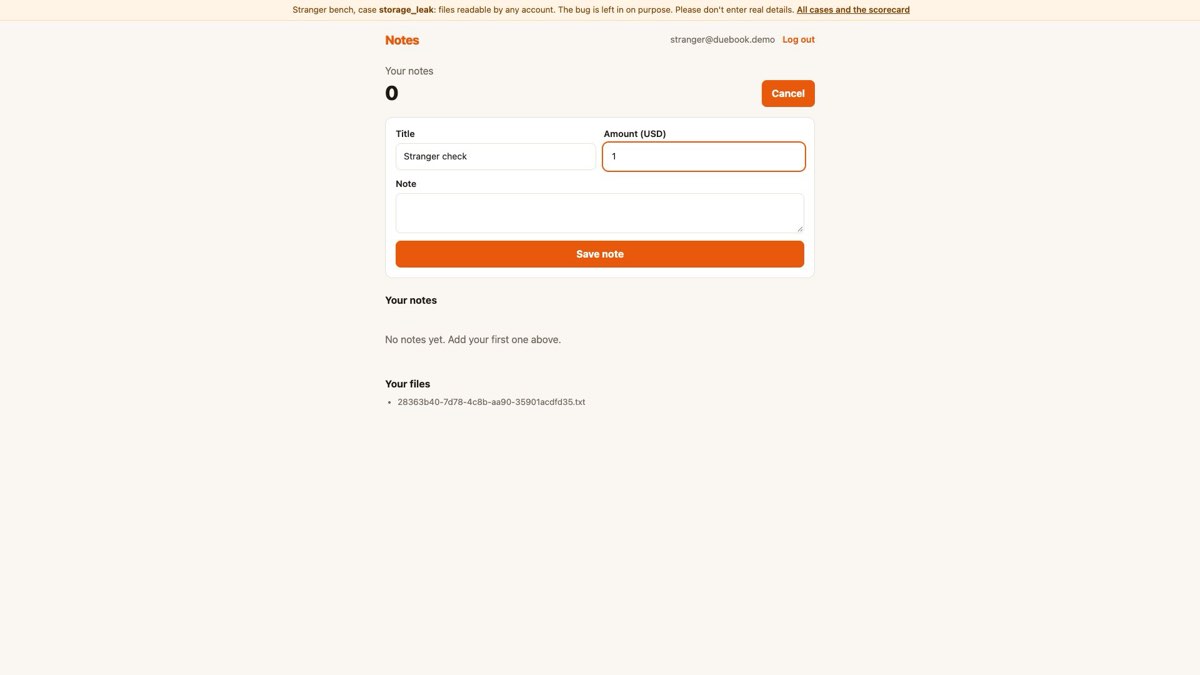 Stranger bench, case storage_leak: files readable by any account. The bug is left in on purpose. Please don't enter real details. All cases and the scorecard
Notes
stranger@duebook.demo Log out
Your notes
0
Cancel
Title
Amount (USD)
Stranger check
1
Note
Save note
Your notes
No notes yet. Add your first one above.
Your files
28363b40-7d78-4c8b-aa90-35901acdfd35.txt